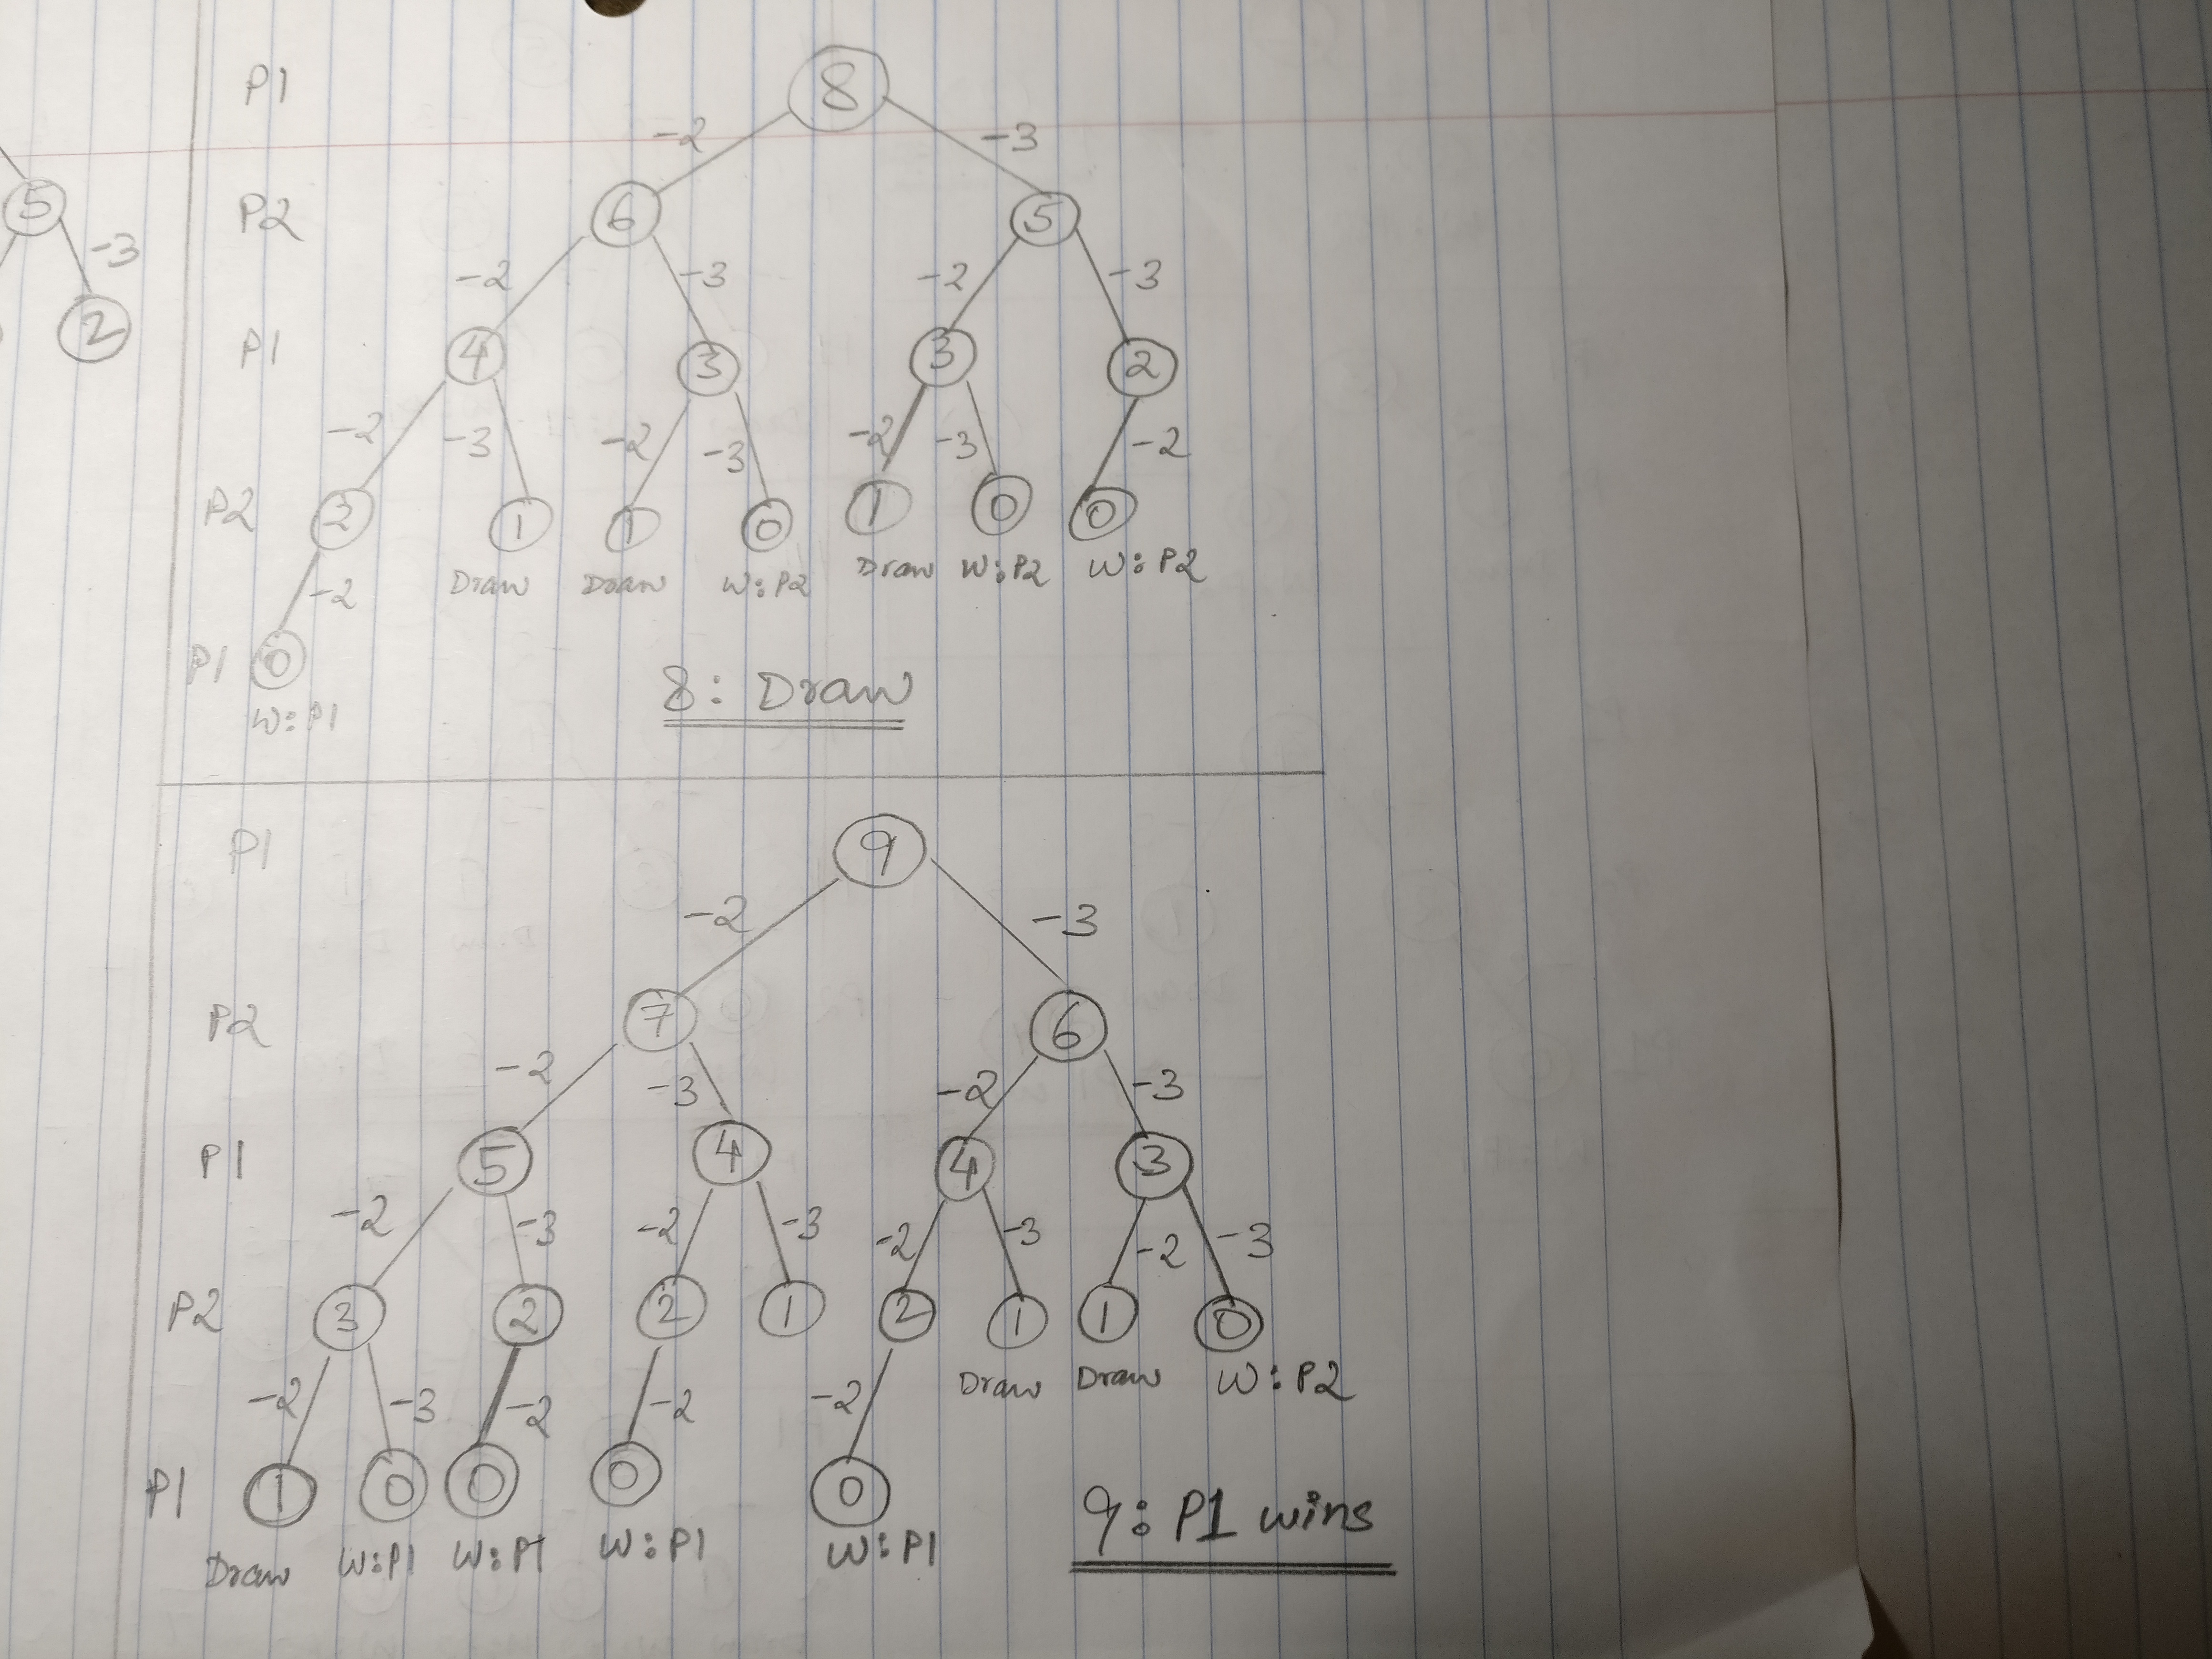 P1 8
-2 -3
5 P2 6 5
-3 -2 -3 -2 -3
2 P1 4 3 3 2
-2 -3 -2 -3 -2 -3 -2
P2 2 1 1 0 1 0 0
Draw Draw W:P2 Draw W:P2 W:P2
-2
P1 0
W:P1
8: Draw
P1 9
-2 -3
P2 7 6
-2 -3 -2 -3
P1 5 4 4 3
-2 -3 -2 -3 -2 -3 -2 -3
P2 3 2 2 1 2 1 1 0
Draw Draw W:P2
-2 -3 -2 -2 -2
P1 1 0 0 0 0
Draw W:P1 W:P1 W:P1 W:P1
9: P1 wins